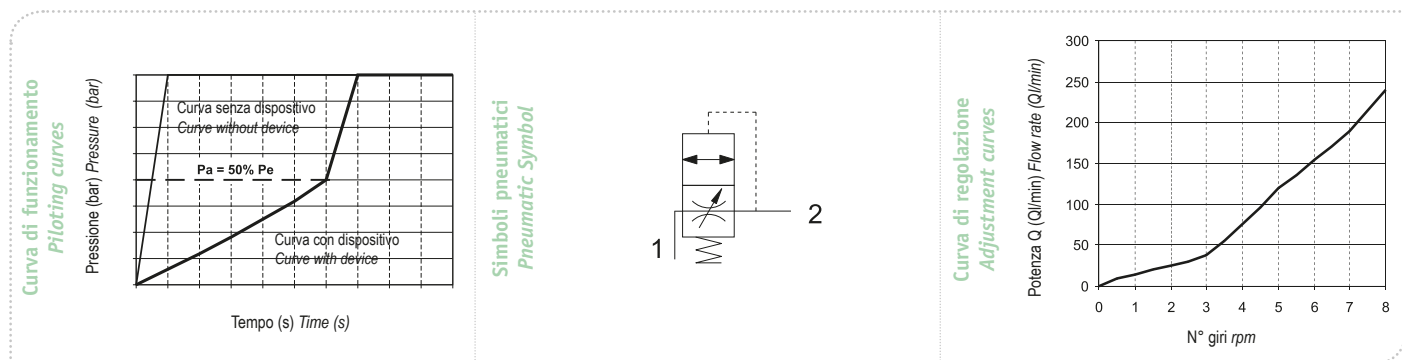 Curva di funzionamento
Piloting curves
Pressione (bar) Pressure (bar)
Curva senza dispositivo
Curve without device
Pa = 50% Pe
Curva con dispositivo
Curve with device
Tempo (s) Time (s)
Simboli pneumatici
Pneumatic Symbol
1
2
Curva di regolazione
Adjustment curves
Potenza Q (Ql/min) Flow rate (Ql/min)
300
250
200
150
100
50
0
0 1 2 3 4 5 6 7 8
N° giri rpm